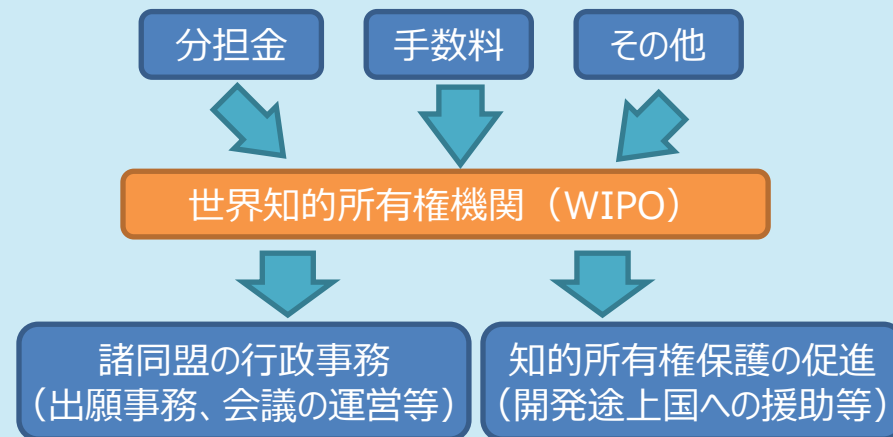 分担金
手数料
その他
世界知的所有権機関（WIPO）
諸同盟の行政事務
（出願事務、会議の運営等）
知的所有権保護の促進
（開発途上国への援助等）